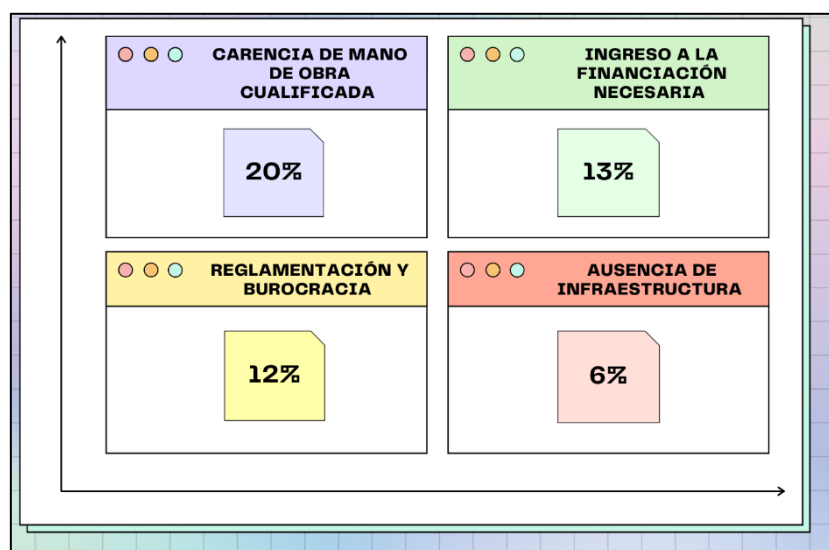 CARENCIA DE MANO
DE OBRA
CUALIFICADA
20%
INGRESO A LA
FINANCIACIÓN
NECESARIA
13%
REGLAMENTACIÓN Y
BUROCRACIA
12%
AUSENCIA DE
INFRAESTRUCTURA
6%